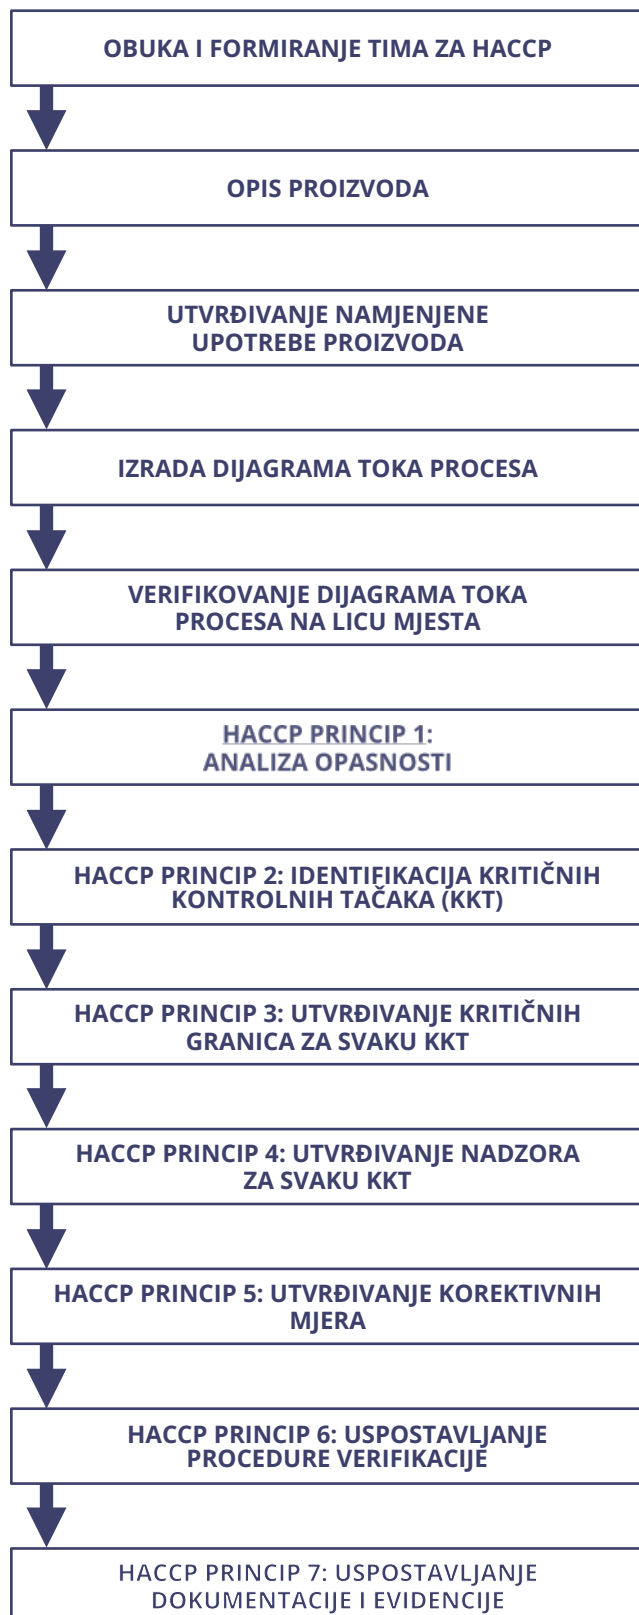 OBUKA I FORMIRANJE TIMA ZA HACCP
OPIS PROIZVODA
UTVRĐIVANJE NAMJENJENE
UPOTREBE PROIZVODA
IZRADA DIJAGRAMA TOKA PROCESA
VERIFIKOVANJE DIJAGRAMA TOKA
PROCESA NA LICU MJESTA
HACCP PRINCIP 1:
ANALIZA OPASNOSTI
HACCP PRINCIP 2: IDENTIFIKACIJA KRITIČNIH
KONTROLNIH TAČAKA (KKT)
HACCP PRINCIP 3: UTVRĐIVANJE KRITIČNIH
GRANICA ZA SVAKU KKT
HACCP PRINCIP 4: UTVRĐIVANJE NADZORA
ZA SVAKU KKT
HACCP PRINCIP 5: UTVRĐIVANJE KOREKTIVNIH
MJERA
HACCP PRINCIP 6: USPOSTAVLJANJE
PROCEDURE VERIFIKACIJE
HACCP PRINCIP 7: USPOSTAVLJANJE
DOKUMENTACIJE I EVIDENCIJE